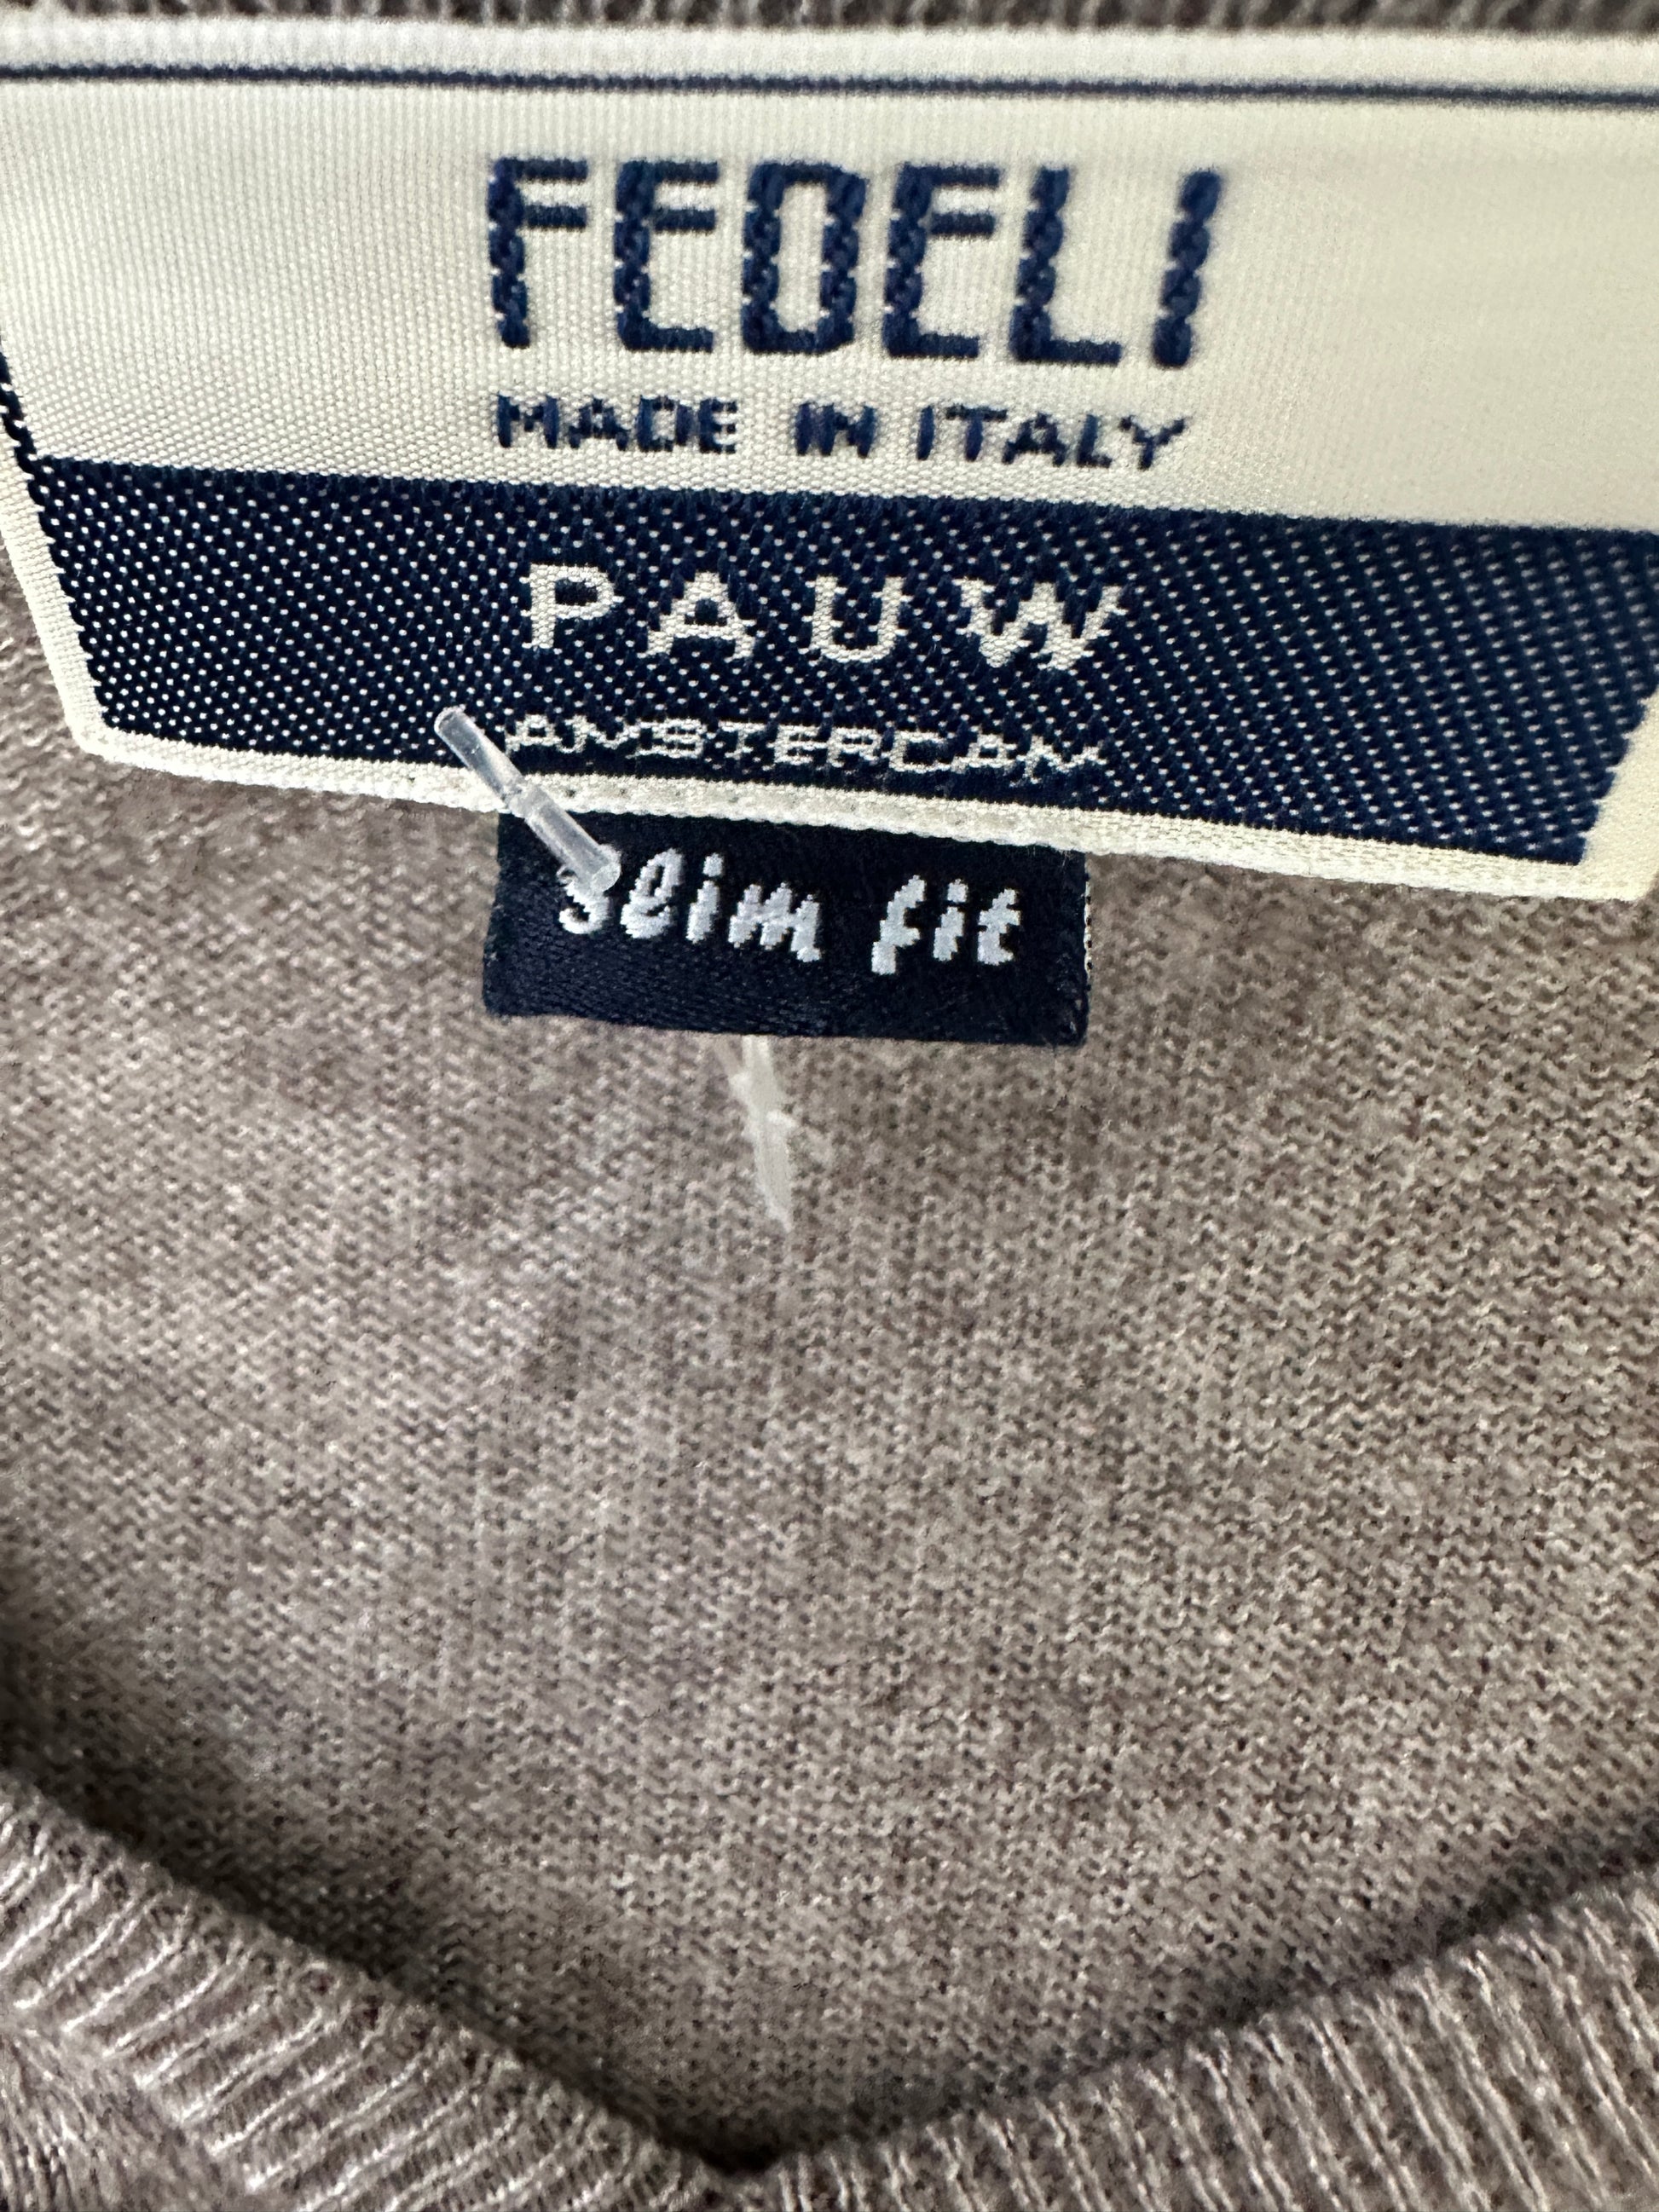 FEDELI
MADE IN ITALY
PAUW
AMSTERDAM
Slim fit